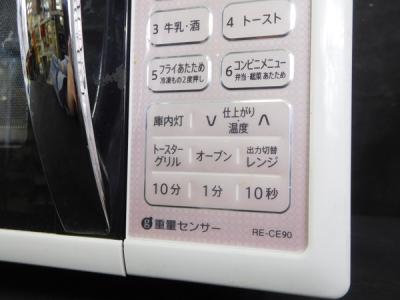 3 牛乳・酒
4 トースト
5 フライあたため
冷凍もの2度押し
6 コンビニメニュー
弁当・総菜あたため
庫内灯
∨ 仕上がり・温度 ∧
トースターグリル
オーブン
出力切替
レンジ
10分
1分
10秒
g 重量センサー
RE-CE90